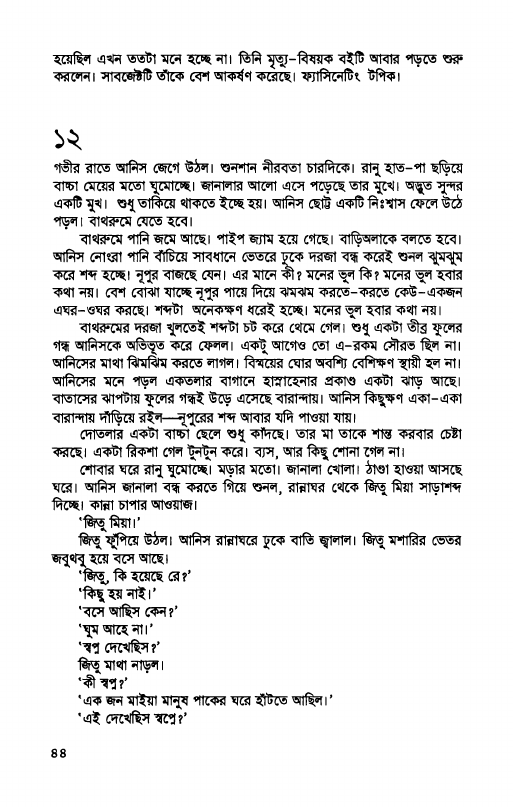 হয়েছিল এখন ততটা মনে হচ্ছে না। তিনি মৃত্যু-বিষয়ক বইটি আবার পড়তে শুরু
করলেন। সাবজেক্টটি তাঁকে বেশ আকর্ষণ করেছে। ফ্যাসিনেটিং টপিক।
১২
গভীর রাতে আনিস জেগে উঠল। শুনশান নীরবতা চারদিকে। রানু হাত-পা ছড়িয়ে
বাচ্চা মেয়ের মতো ঘুমোচ্ছে। জানালার আলো এসে পড়েছে তার মুখে। অদ্ভুত সুন্দর
একটি মুখ। শুধু তাকিয়ে থাকতে ইচ্ছে হয়। আনিস ছোট্ট একটি নিঃশ্বাস ফেলে উঠে
পড়ল। বাথরুমে যেতে হবে।
বাথরুমে পানি জমে আছে। পাইপ জ্যাম হয়ে গেছে। বাড়িঅলাকে বলতে হবে।
আনিস নোংরা পানি বাঁচিয়ে সাবধানে ভেতরে ঢুকে দরজা বন্ধ করেই শুনল ঝুমঝুম
করে শব্দ হচ্ছে। নূপুর বাজছে যেন। এর মানে কী? মনের ভুল কি? মনের ভুল হবার
কথা নয়। বেশ বোঝা যাচ্ছে নূপুর পায়ে দিয়ে ঝমঝম করতে-করতে কেউ-একজন
এঘর-ওঘর করছে। শব্দটা অনেকক্ষণ ধরেই হচ্ছে। মনের ভুল হবার কথা নয়।
বাথরুমের দরজা খুলতেই শব্দটা চট করে থেমে গেল। শুধু একটা তীব্র ফুলের
গন্ধ আনিসকে অভিভূত করে ফেলল। একটু আগেও তো এ-রকম সৌরভ ছিল না।
আনিসের মাথা ঝিমঝিম করতে লাগল। বিস্ময়ের ঘোর অবশ্যি বেশিক্ষণ স্থায়ী হল না।
আনিসের মনে পড়ল একতলার বাগানে হাস্নাহেনার প্রকাণ্ড একটা ঝাড় আছে।
বাতাসের ঝাপটায় ফুলের গন্ধই উড়ে এসেছে বারান্দায়। আনিস কিছুক্ষণ একা-একা
বারান্দায় দাঁড়িয়ে রইল—নূপুরের শব্দ আবার যদি পাওয়া যায়।
দোতলার একটা বাচ্চা ছেলে শুধু কাঁদছে। তার মা তাকে শান্ত করবার চেষ্টা
করছে। একটা রিকশা গেল টুনটুন করে। ব্যস, আর কিছু শোনা গেল না।
শোবার ঘরে রানু ঘুমোচ্ছে। মড়ার মতো। জানালা খোলা। ঠাণ্ডা হাওয়া আসছে
ঘরে। আনিস জানালা বন্ধ করতে গিয়ে শুনল, রান্নাঘর থেকে জিতু মিয়া সাড়াশব্দ
দিচ্ছে। কান্না চাপার আওয়াজ।
'জিতু মিয়া।'
জিতু ফুঁপিয়ে উঠল। আনিস রান্নাঘরে ঢুকে বাতি জ্বালাল। জিতু মশারির ভেতর
জবুথবু হয়ে বসে আছে।
'জিতু, কি হয়েছে রে?'
'কিছু হয় নাই।'
'বসে আছিস কেন?'
'ঘুম আহে না।'
'স্বপ্ন দেখেছিস?'
জিতু মাথা নাড়ল।
'কী স্বপ্ন?'
'এক জন মাইয়া মানুষ পাকের ঘরে হাঁটতে আছিল।'
'এই দেখেছিস স্বপ্নে?'
৪৪